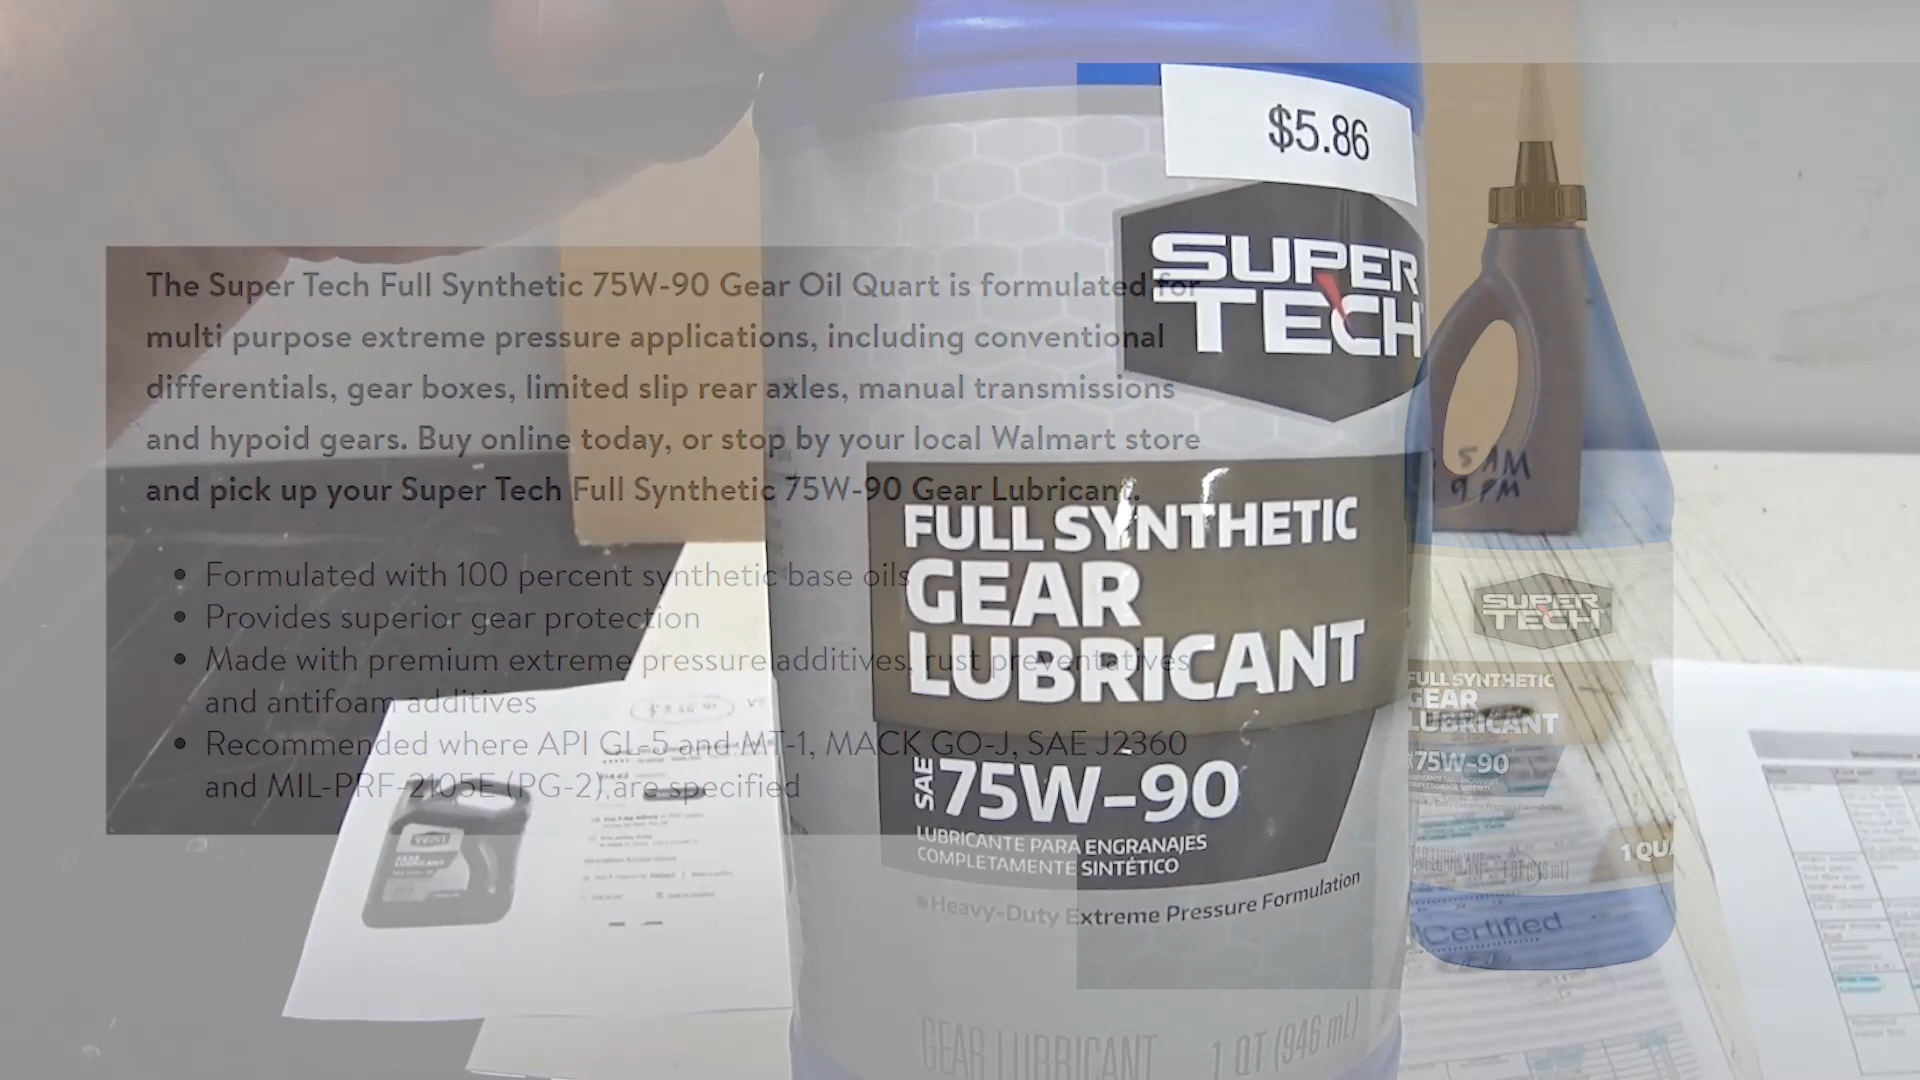 $5.86
SUPER
TECH
The Super Tech Full Synthetic 75W-90 Gear Oil Quart is formulated for
multi purpose extreme pressure applications, including conventional
differentials, gear boxes, limited slip rear axles, manual transmissions
and hypoid gears. Buy online today, or stop by your local Walmart store
and pick up your Super Tech Full Synthetic 75W-90 Gear Lubricant.
Formulated with 100 percent synthetic base oils
Provides superior gear protection
Made with premium extreme pressure additives, rust preventatives
and antifoam additives
Recommended where API GL-5 and MT-1, MACK GO-J, SAE J2360
and MIL-PRF-2105E (PG-2) are specified
FULL SYNTHETIC
GEAR
LUBRICANT
SAE 75W-90
LUBRICANTE PARA ENGRANAJES
COMPLETAMENTE SINTÉTICO
Heavy-Duty Extreme Pressure Formulation
GEAR LUBRICANT 1 QT (946 mL)
5 AM
9 PM
SUPER
TECH
FULL SYNTHETIC
GEAR
LUBRICANT
75W-90
Certified
GEAR
LUBRICANT